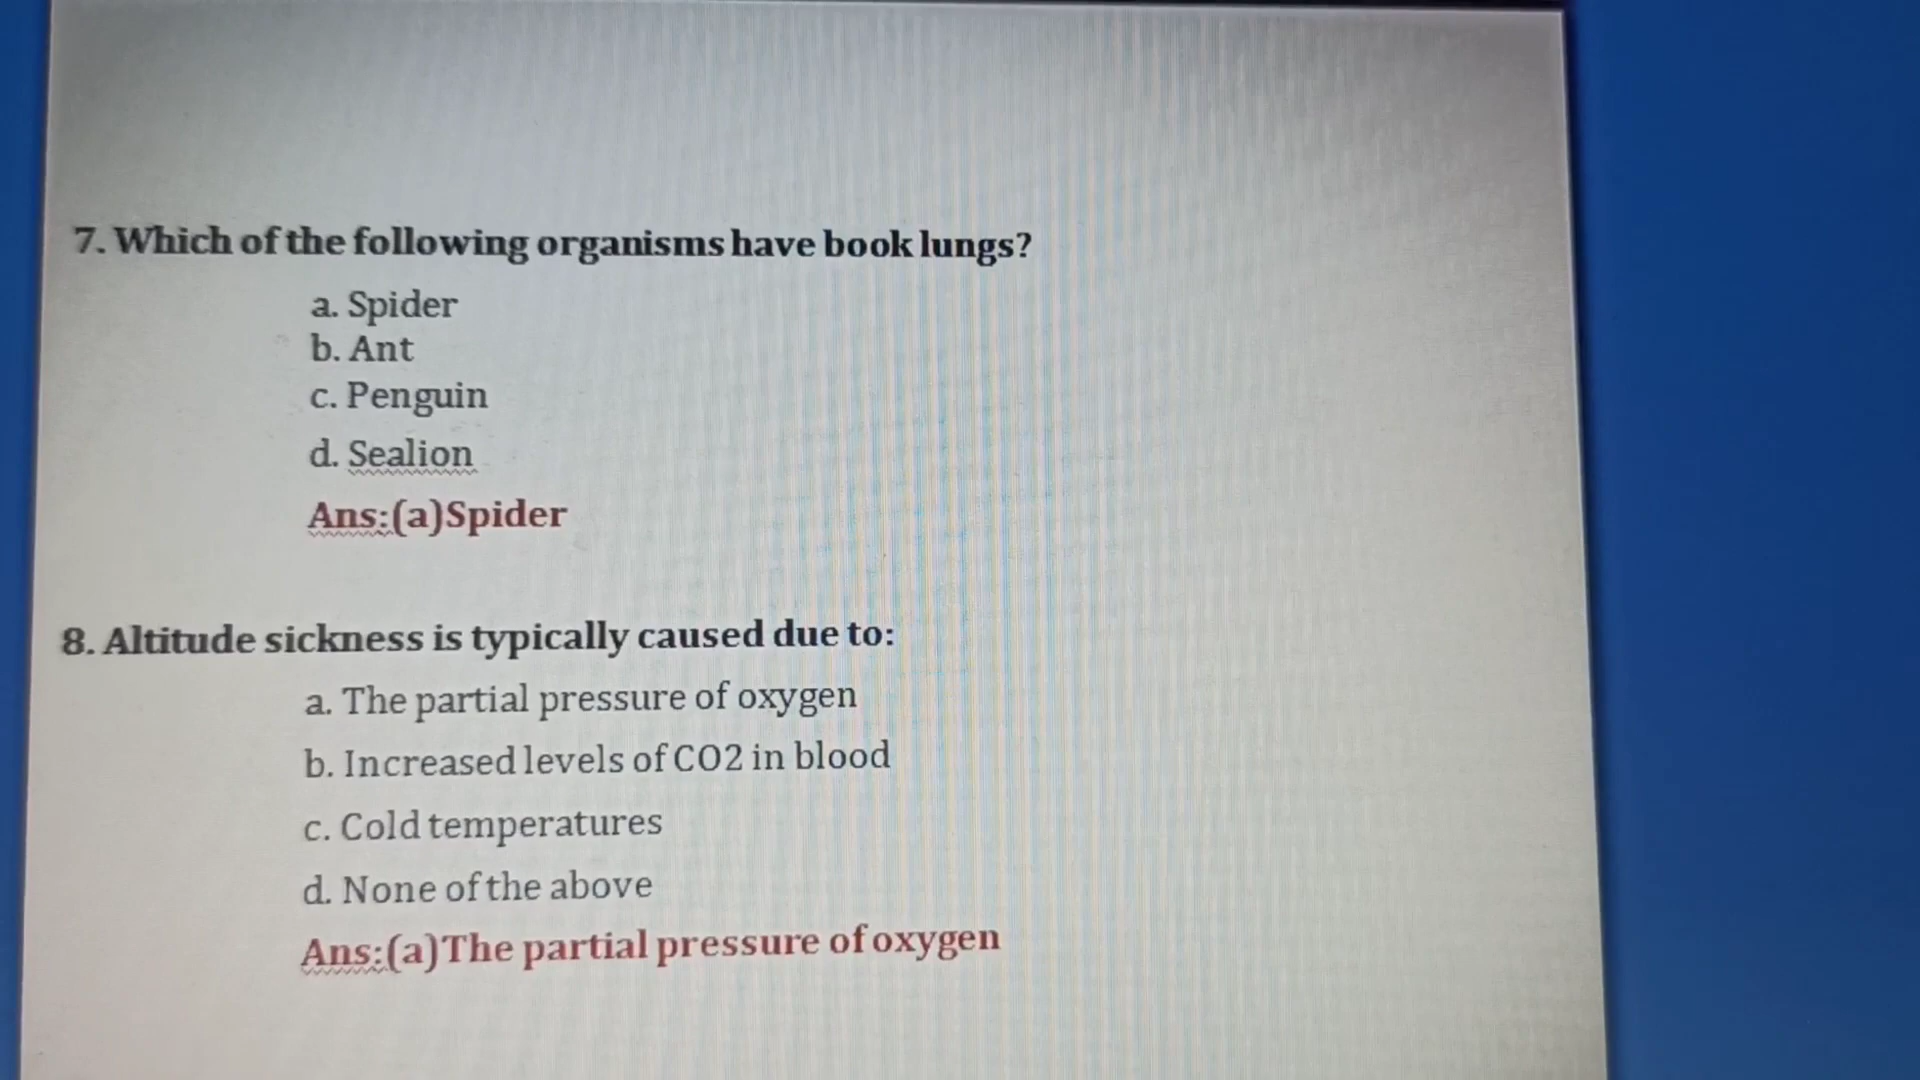 7. Which of the following organisms have book lungs?
a. Spider
b. Ant
c. Penguin
d. Sealion
Ans:(a)Spider
8. Altitude sickness is typically caused due to:
a. The partial pressure of oxygen
b. Increased levels of CO2 in blood
c. Cold temperatures
d. None of the above
Ans:(a)The partial pressure of oxygen